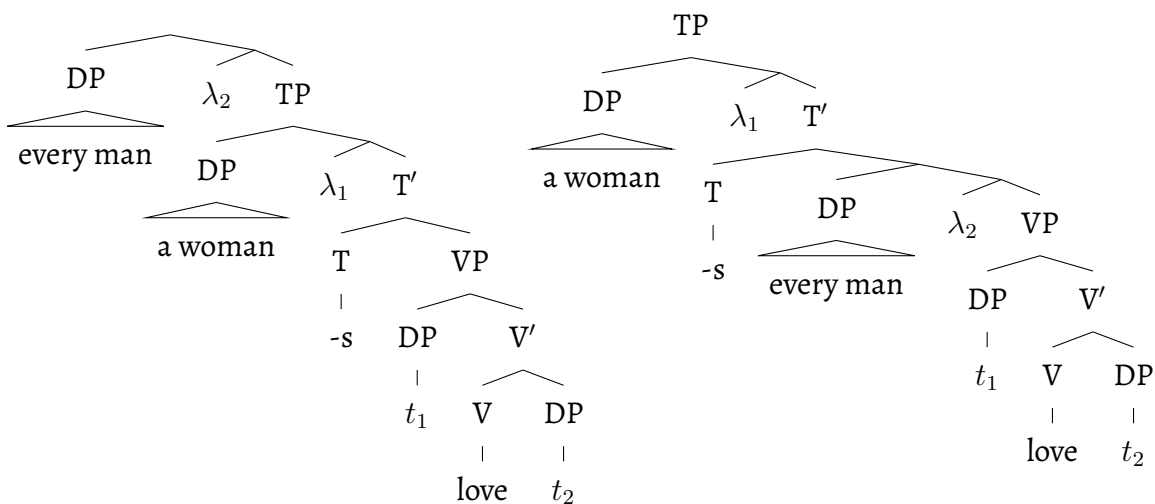 TP
DP λ₂ TP DP λ₁ T′
every man DP λ₁ T′ a woman T DP λ₂ VP
a woman T VP -s every man DP V′
-s DP V′ t₁ V DP
t₁ V DP love t₂
love t₂